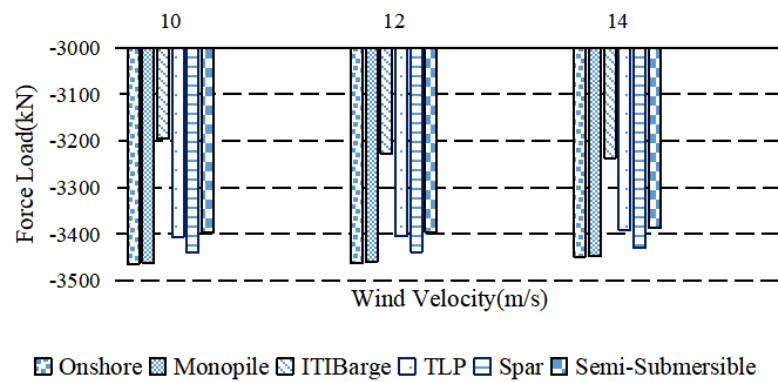 10 12 14
-3000
-3100
-3200
-3300
-3400
-3500
Force Load(kN)
Wind Velocity(m/s)
Onshore Monopile ITIBarge TLP Spar Semi-Submersible